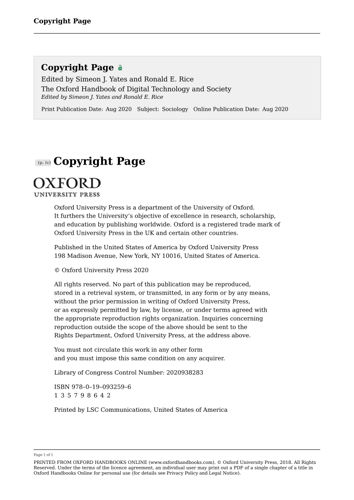 Copyright Page
Copyright Page
Edited by Simeon J. Yates and Ronald E. Rice
The Oxford Handbook of Digital Technology and Society
Edited by Simeon J. Yates and Ronald E. Rice
Print Publication Date: Aug 2020 Subject: Sociology Online Publication Date: Aug 2020
Copyright Page
OXFORD
UNIVERSITY PRESS
Oxford University Press is a department of the University of Oxford.
It furthers the University's objective of excellence in research, scholarship,
and education by publishing worldwide. Oxford is a registered trade mark of
Oxford University Press in the UK and certain other countries.
Published in the United States of America by Oxford University Press
198 Madison Avenue, New York, NY 10016, United States of America.
© Oxford University Press 2020
All rights reserved. No part of this publication may be reproduced,
stored in a retrieval system, or transmitted, in any form or by any means,
without the prior permission in writing of Oxford University Press,
or as expressly permitted by law, by license, or under terms agreed with
the appropriate reproduction rights organization. Inquiries concerning
reproduction outside the scope of the above should be sent to the
Rights Department, Oxford University Press, at the address above.
You must not circulate this work in any other form
and you must impose this same condition on any acquirer.
Library of Congress Control Number: 2020938283
ISBN 978–0–19–093259–6
1 3 5 7 9 8 6 4 2
Printed by LSC Communications, United States of America
Page 1 of 1
PRINTED FROM OXFORD HANDBOOKS ONLINE (www.oxfordhandbooks.com). © Oxford University Press, 2018. All Rights
Reserved. Under the terms of the licence agreement, an individual user may print out a PDF of a single chapter of a title in
Oxford Handbooks Online for personal use (for details see Privacy Policy and Legal Notice).